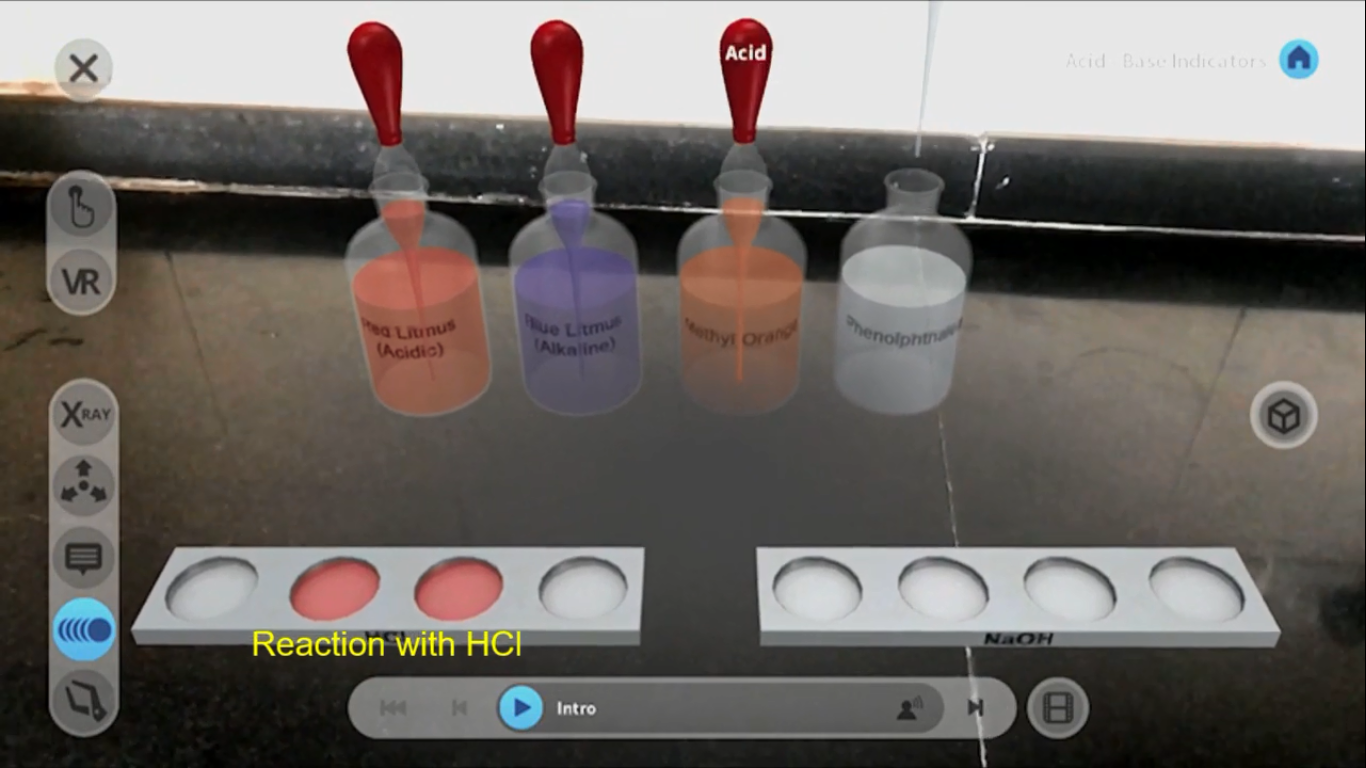 Acid
Acid - Base Indicators
VR
Red Litmus
(Acidic)
Blue Litmus
(Alkaline)
Methyl Orange
XRAY
HCl
NaOH
Reaction with HCl
Intro